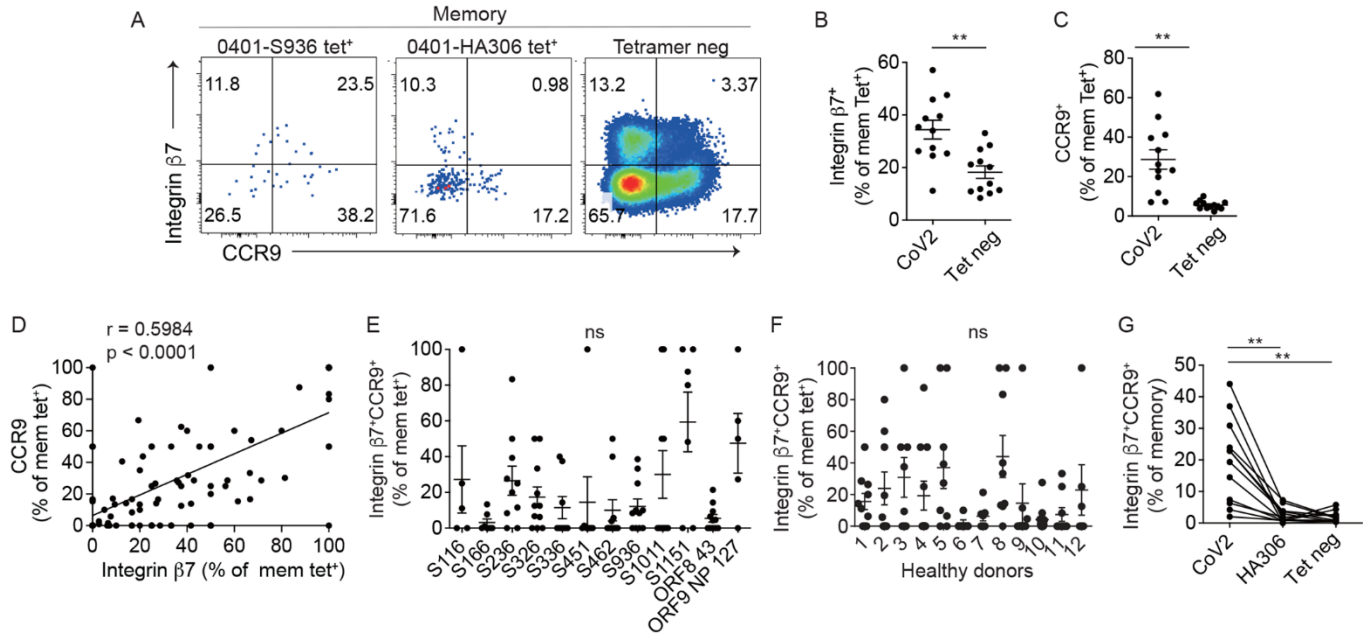 A
Memory
0401-S936 tet⁺
0401-HA306 tet⁺
Tetramer neg
11.8
23.5
26.5
38.2
10.3
0.98
71.6
17.2
13.2
3.37
65.7
17.7
Integrin β7
CCR9
B
**
Integrin β7⁺
(% of mem Tet⁺)
60
40
20
0
CoV2
Tet neg
C
**
CCR9⁺
(% of mem Tet⁺)
80
60
40
20
0
CoV2
Tet neg
D
r = 0.5984
p < 0.0001
CCR9
(% of mem tet⁺)
100
80
60
40
20
0
0 20 40 60 80 100
Integrin β7 (% of mem tet⁺)
E
ns
Integrin β7⁺CCR9⁺
(% of mem tet⁺)
100
80
60
40
20
0
S116
S166
S236
S326
S336
S451
S462
S936
S1011
S1151
ORF8 43
ORF9 NP 127
F
ns
Integrin β7⁺CCR9⁺
(% of mem tet⁺)
100
80
60
40
20
0
1 2 3 4 5 6 7 8 9 10 11 12
Healthy donors
G
**
**
Integrin β7⁺CCR9⁺
(% of memory)
50
40
30
20
10
0
CoV2
HA306
Tet neg